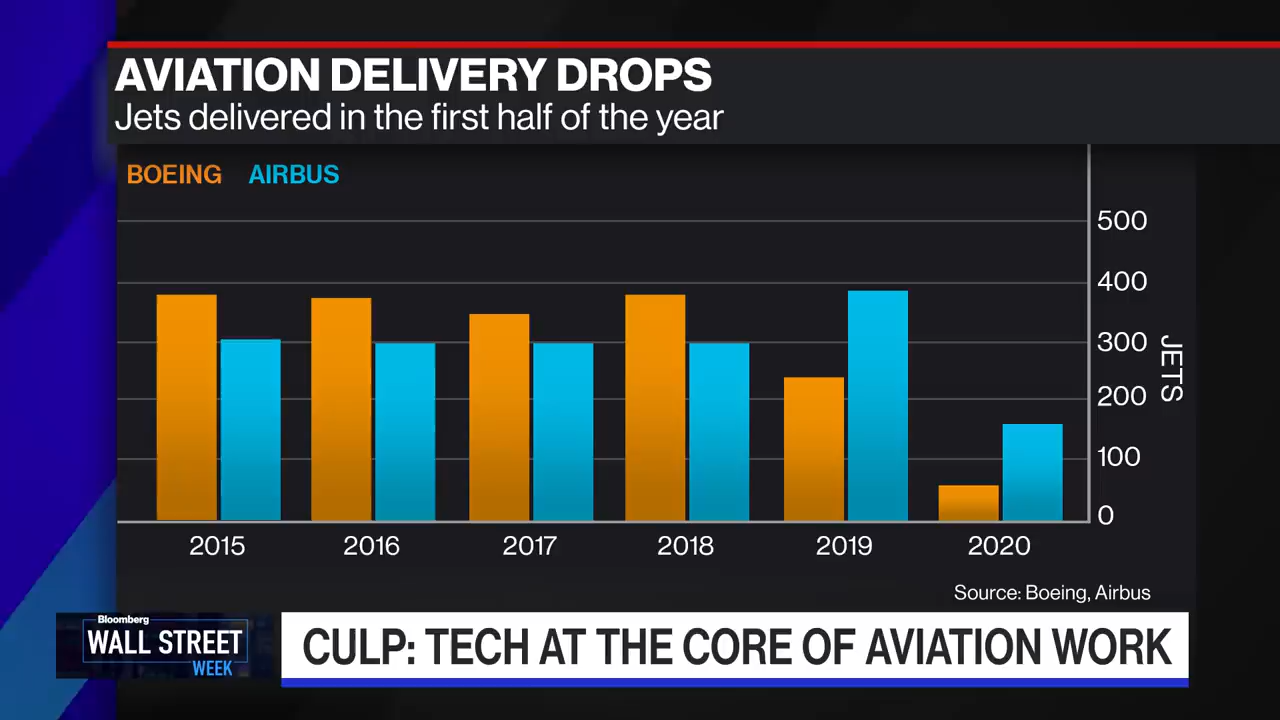 AVIATION DELIVERY DROPS
Jets delivered in the first half of the year
BOEING AIRBUS
500
400
300
200
100
0
JETS
2015 2016 2017 2018 2019 2020
Source: Boeing, Airbus
Bloomberg
WALL STREET
WEEK
CULP: TECH AT THE CORE OF AVIATION WORK